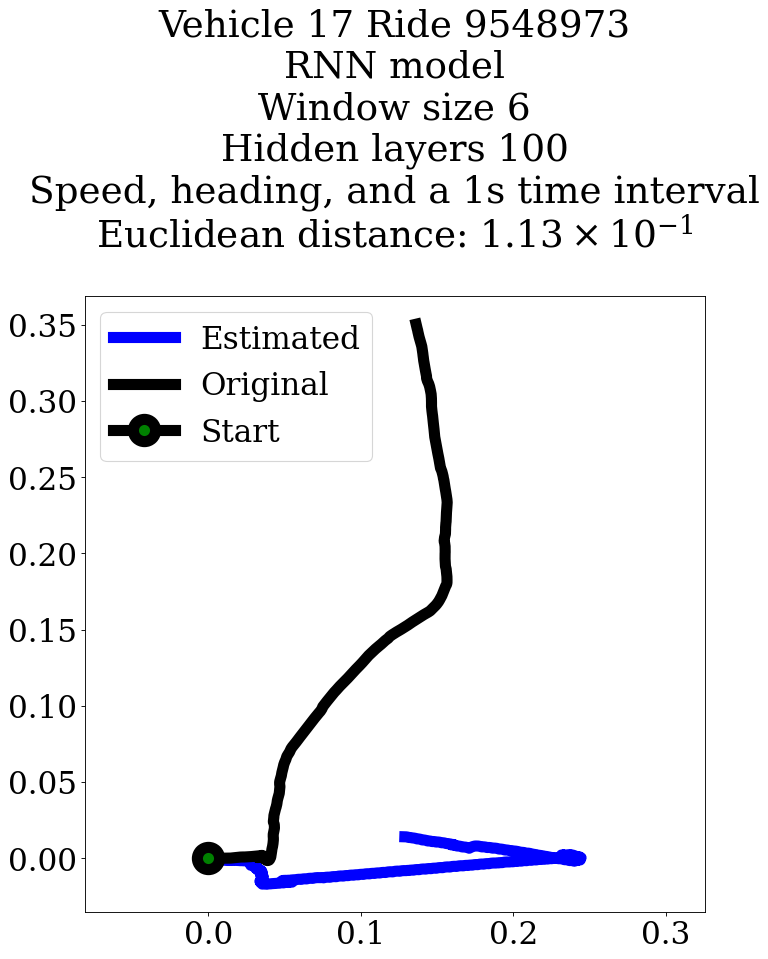 Vehicle 17 Ride 9548973
RNN model
Window size 6
Hidden layers 100
Speed, heading, and a 1s time interval
Euclidean distance: 1.13 × 10⁻¹
Estimated
Original
Start
0.35
0.30
0.25
0.20
0.15
0.10
0.05
0.00
0.0 0.1 0.2 0.3